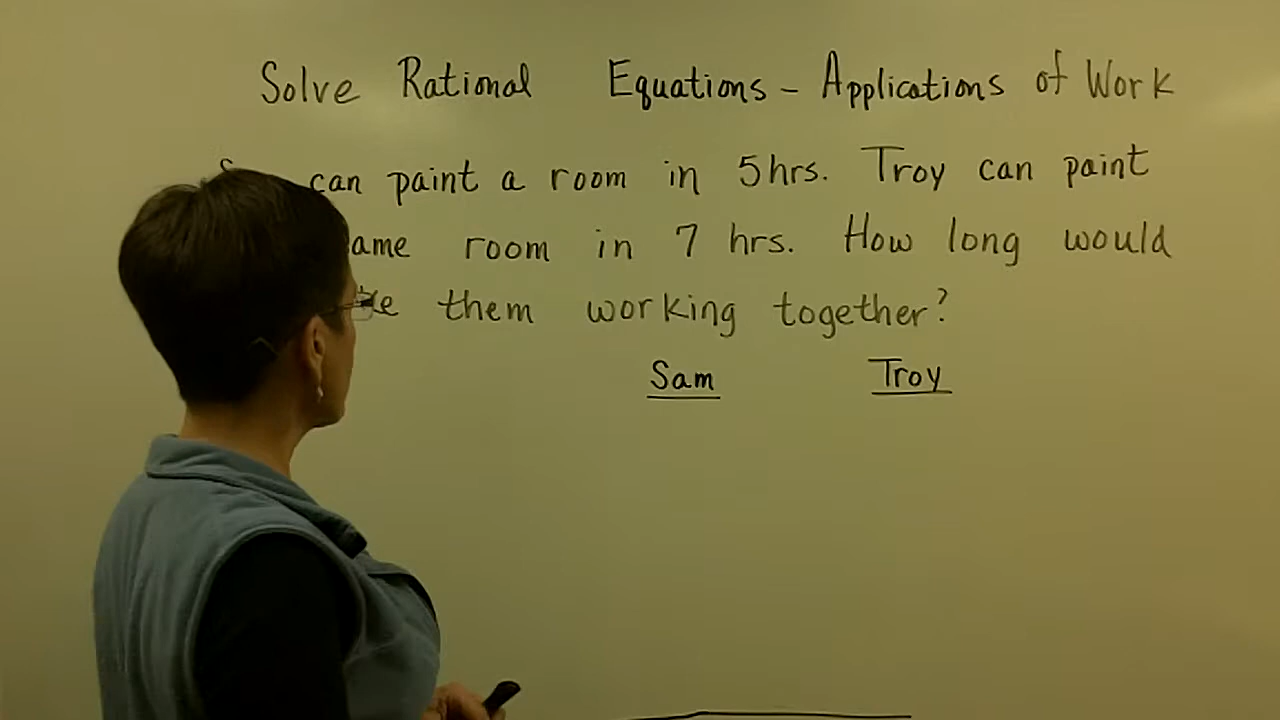 Solve Rational Equations - Applications of Work
can paint a room in 5hrs. Troy can paint
room in 7 hrs. How long would
them working together?
Sam Troy